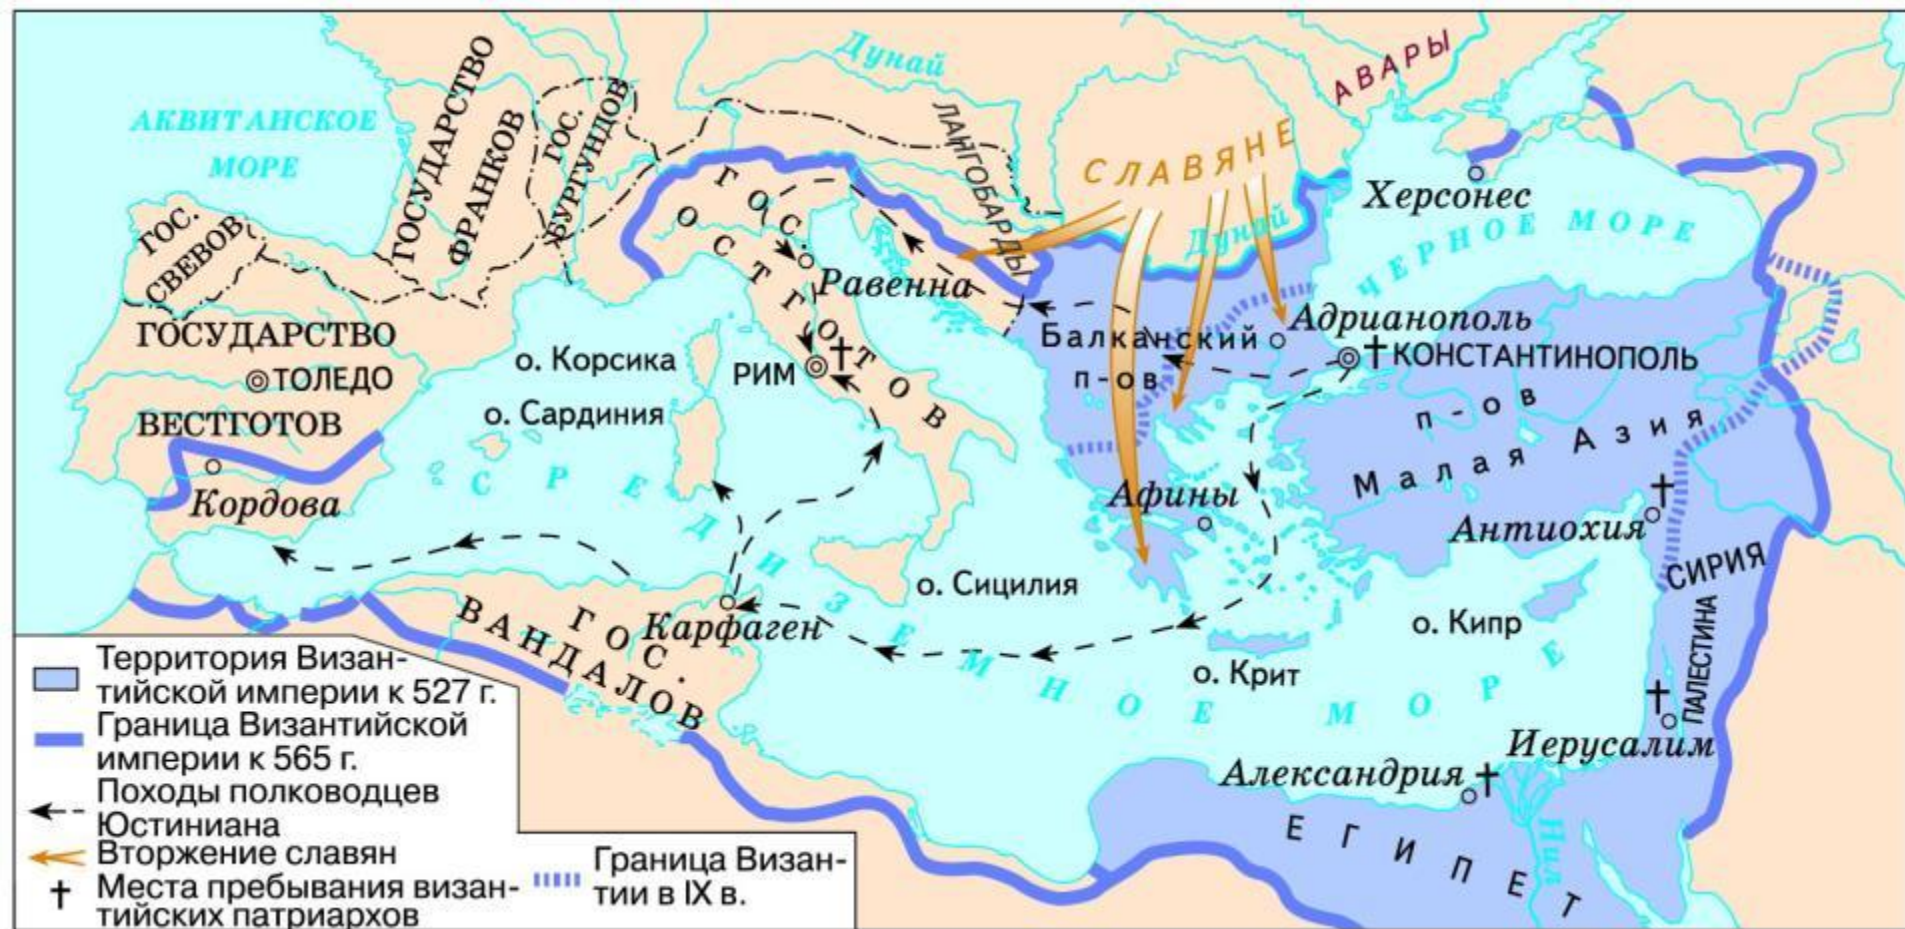 АКВИТАНСКОЕ
МОРЕ
ГОСУДАРСТВО
ФРАНКОВ
ГОС.
БУРГУНДОВ
Дунай
ЛАНГОБАРДЫ
АВАРЫ
СЛАВЯНЕ
Дунай
Херсонес
ЧЕРНОЕ МОРЕ
ГОС.
СВЕВОВ
ГОС.
ОСТГОТОВ
Равенна
ГОСУДАРСТВО
ТОЛЕДО
ВЕСТГОТОВ
Кордова
о. Корсика
о. Сардиния
РИМ
Балканский
п-ов
Адрианополь
КОНСТАНТИНОПОЛЬ
п-ов
Малая Азия
Афины
Антиохия
СИРИЯ
СРЕДИЗЕМНОЕ МОРЕ
о. Сицилия
о. Кипр
о. Крит
ПАЛЕСТИНА
Иерусалим
Карфаген
ГОС.
ВАНДАЛОВ
Александрия
ЕГИПЕТ
Нил
Территория Визан-
тийской империи к 527 г.
Граница Византийской
империи к 565 г.
Походы полководцев
Юстиниана
Вторжение славян
Места пребывания визан-
тийских патриархов
Граница Визан-
тии в IX в.